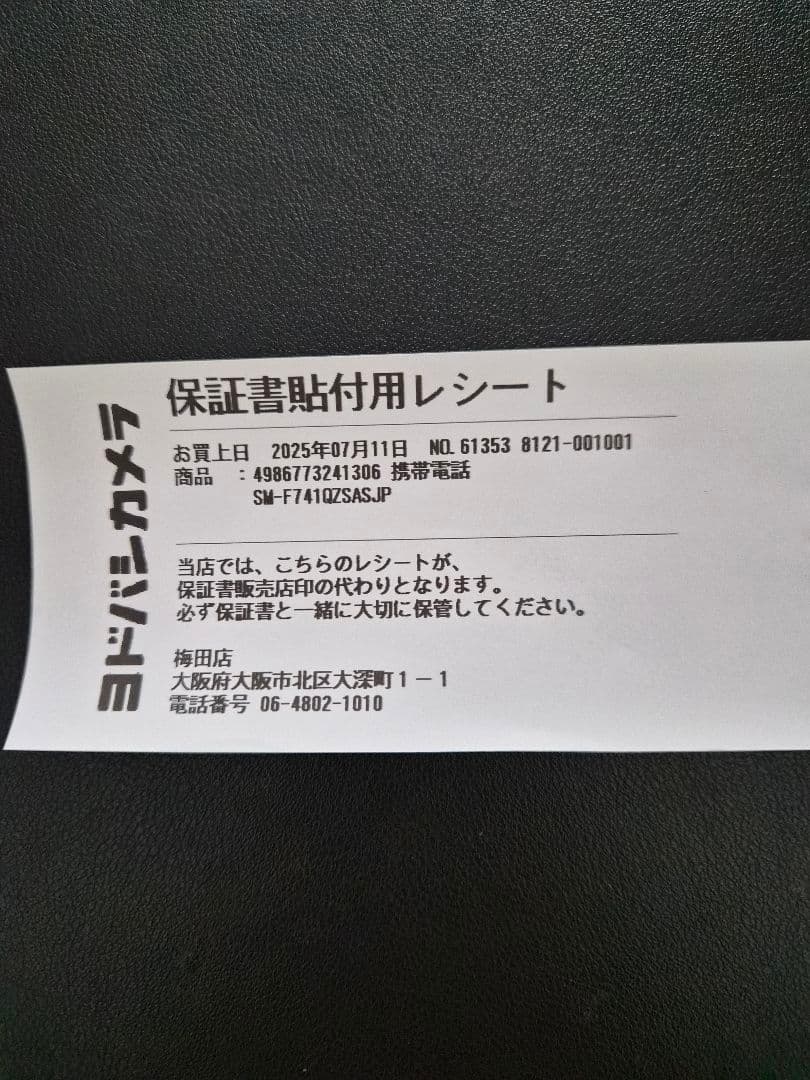 ヨドバシカメラ
保証書貼付用レシート
お買上日 2025年07月11日 NO. 61353 8121-001001
商品 : 4986773241306 携帯電話
SM-F741QZSASJP
当店では、こちらのレシートが、
保証書販売店印の代わりとなります。
必ず保証書と一緒に大切に保管してください。
梅田店
大阪府大阪市北区大深町1-1
電話番号 06-4802-1010